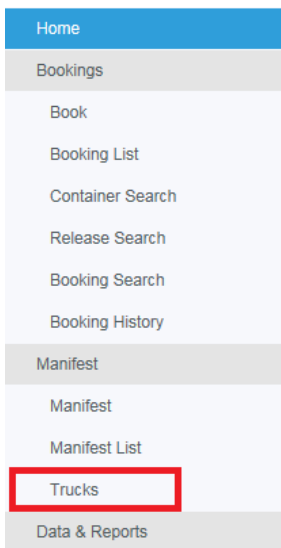 Home
Bookings
Book
Booking List
Container Search
Release Search
Booking Search
Booking History
Manifest
Manifest
Manifest List
Trucks
Data & Reports